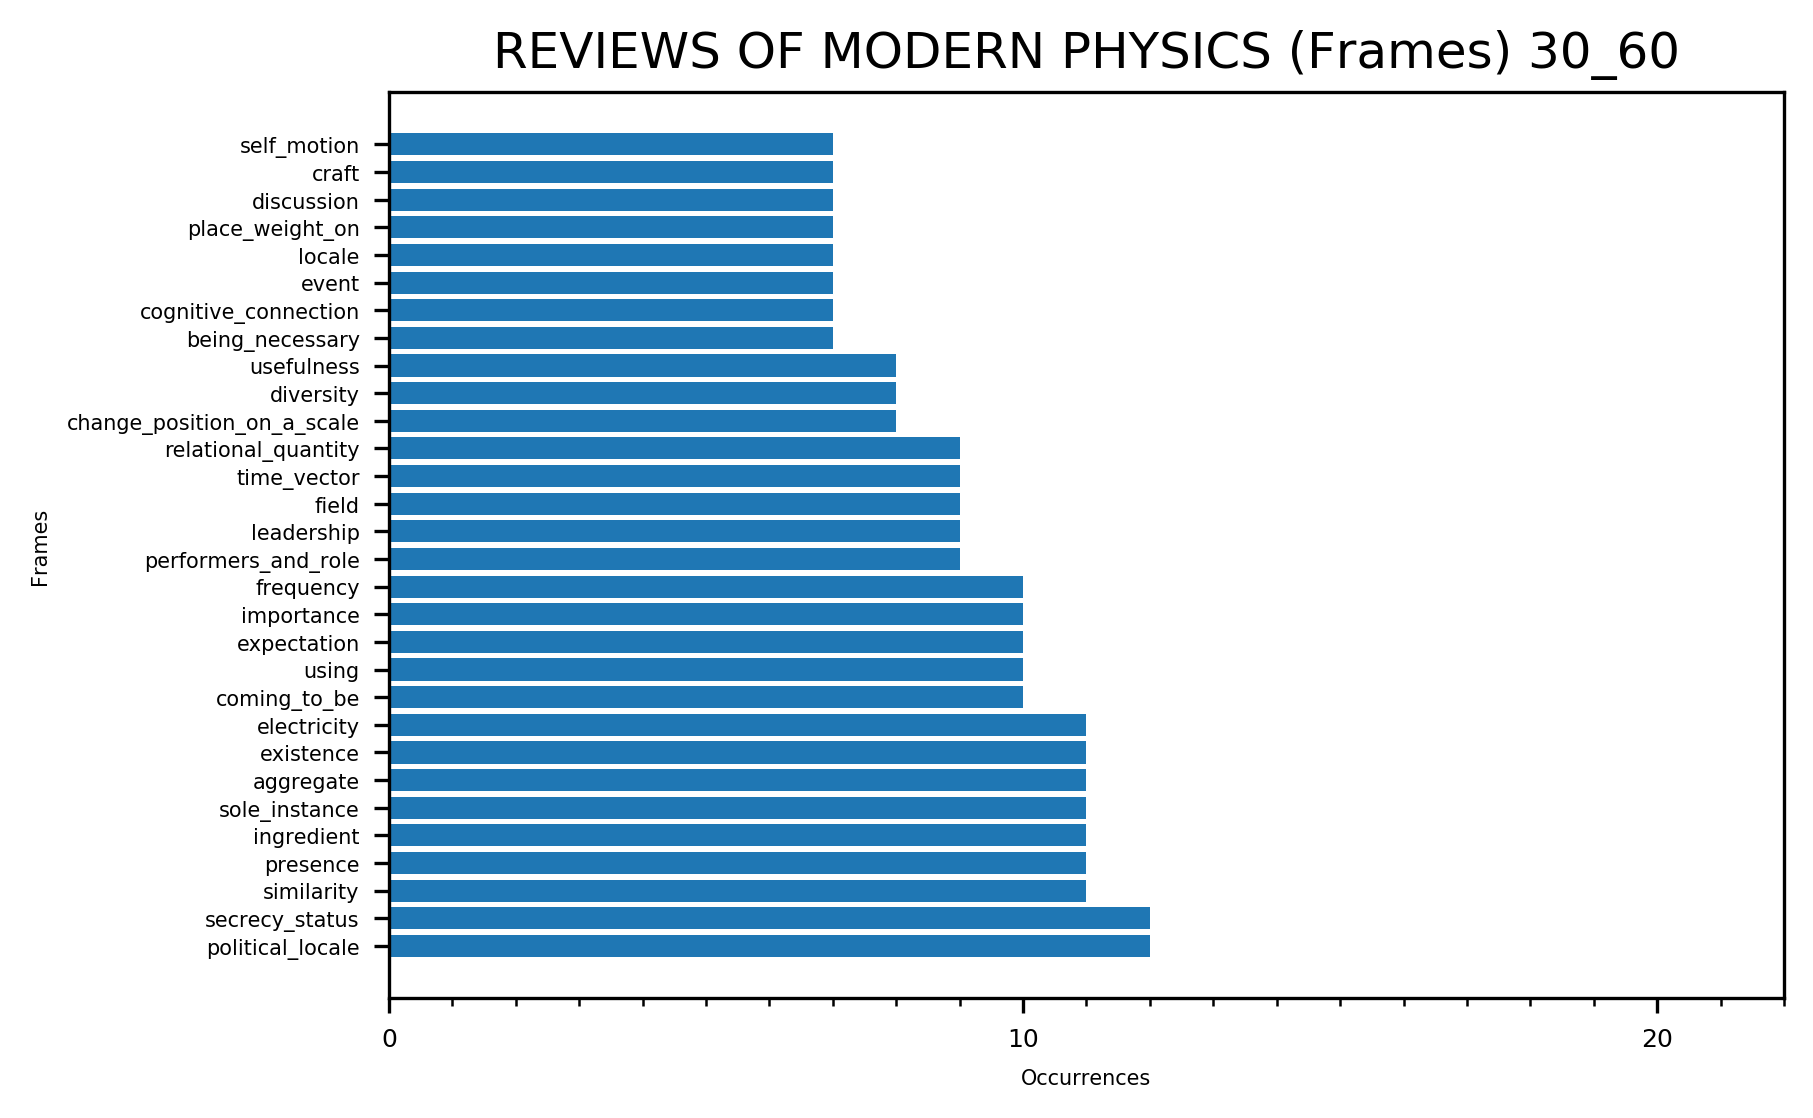 REVIEWS OF MODERN PHYSICS (Frames) 30_60
self_motion
craft
discussion
place_weight_on
locale
event
cognitive_connection
being_necessary
usefulness
diversity
change_position_on_a_scale
relational_quantity
time_vector
field
leadership
performers_and_role
frequency
importance
expectation
using
coming_to_be
electricity
existence
aggregate
sole_instance
ingredient
presence
similarity
secrecy_status
political_locale
Frames
0 10 20
Occurrences